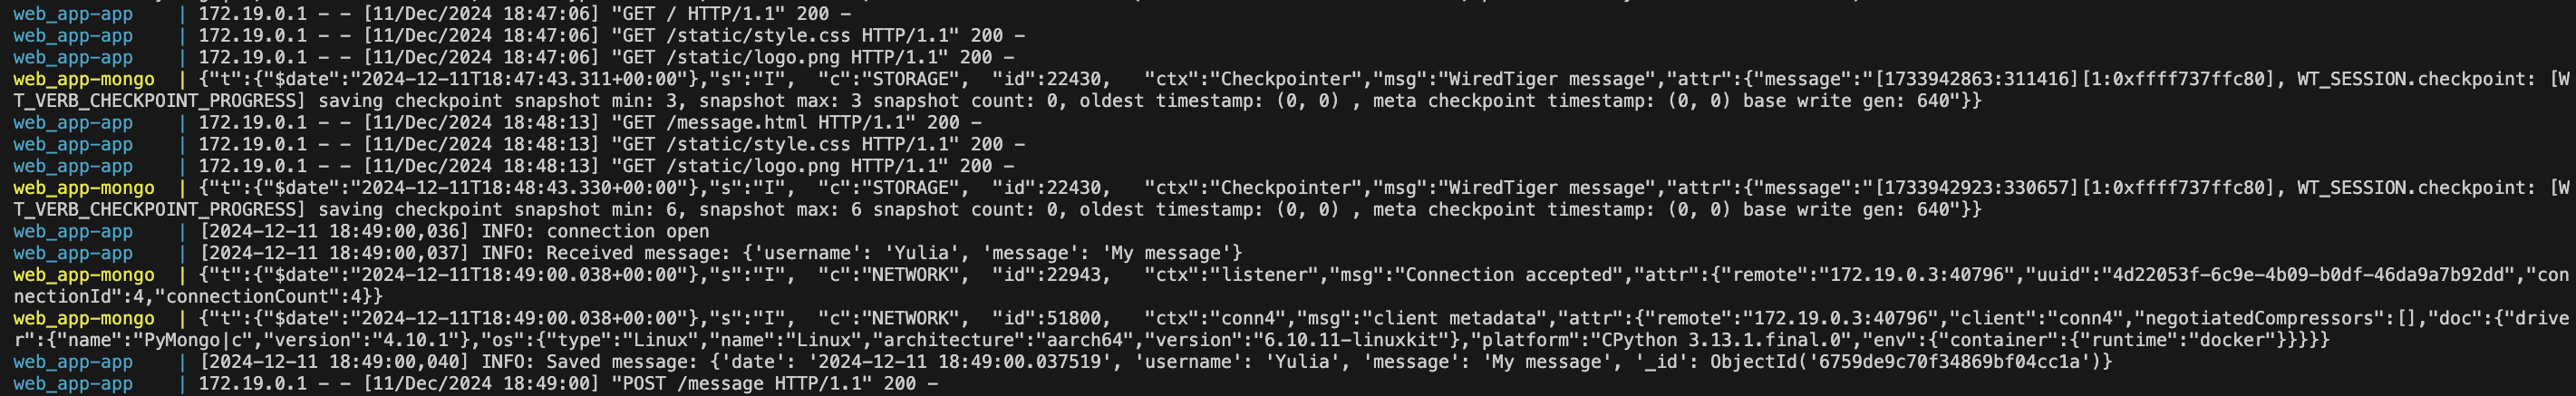 web_app-app    | 172.19.0.1 - - [11/Dec/2024 18:47:06] "GET / HTTP/1.1" 200 -
web_app-app    | 172.19.0.1 - - [11/Dec/2024 18:47:06] "GET /static/style.css HTTP/1.1" 200 -
web_app-app    | 172.19.0.1 - - [11/Dec/2024 18:47:06] "GET /static/logo.png HTTP/1.1" 200 -
web_app-mongo  | {"t":{"$date":"2024-12-11T18:47:43.311+00:00"},"s":"I",  "c":"STORAGE",  "id":22430,   "ctx":"Checkpointer","msg":"WiredTiger message","attr":{"message":"[1733942863:311416][1:0xffff737ffc80], WT_SESSION.checkpoint: [W
T_VERB_CHECKPOINT_PROGRESS] saving checkpoint snapshot min: 3, snapshot max: 3 snapshot count: 0, oldest timestamp: (0, 0) , meta checkpoint timestamp: (0, 0) base write gen: 640"}}
web_app-app    | 172.19.0.1 - - [11/Dec/2024 18:48:13] "GET /message.html HTTP/1.1" 200 -
web_app-app    | 172.19.0.1 - - [11/Dec/2024 18:48:13] "GET /static/style.css HTTP/1.1" 200 -
web_app-app    | 172.19.0.1 - - [11/Dec/2024 18:48:13] "GET /static/logo.png HTTP/1.1" 200 -
web_app-mongo  | {"t":{"$date":"2024-12-11T18:48:43.330+00:00"},"s":"I",  "c":"STORAGE",  "id":22430,   "ctx":"Checkpointer","msg":"WiredTiger message","attr":{"message":"[1733942923:330657][1:0xffff737ffc80], WT_SESSION.checkpoint: [W
T_VERB_CHECKPOINT_PROGRESS] saving checkpoint snapshot min: 6, snapshot max: 6 snapshot count: 0, oldest timestamp: (0, 0) , meta checkpoint timestamp: (0, 0) base write gen: 640"}}
web_app-app    | [2024-12-11 18:49:00,036] INFO: connection open
web_app-app    | [2024-12-11 18:49:00,037] INFO: Received message: {'username': 'Yulia', 'message': 'My message'}
web_app-mongo  | {"t":{"$date":"2024-12-11T18:49:00.038+00:00"},"s":"I",  "c":"NETWORK",  "id":22943,   "ctx":"listener","msg":"Connection accepted","attr":{"remote":"172.19.0.3:40796","uuid":"4d22053f-6c9e-4b09-b0df-46da9a7b92dd","con
nectionId":4,"connectionCount":4}}
web_app-mongo  | {"t":{"$date":"2024-12-11T18:49:00.038+00:00"},"s":"I",  "c":"NETWORK",  "id":51800,   "ctx":"conn4","msg":"client metadata","attr":{"remote":"172.19.0.3:40796","client":"conn4","negotiatedCompressors":[],"doc":{"drive
r":{"name":"PyMongo|c","version":"4.10.1"},"os":{"type":"Linux","name":"Linux","architecture":"aarch64","version":"6.10.11-linuxkit"},"platform":"CPython 3.13.1.final.0","env":{"container":{"runtime":"docker"}}}}}
web_app-app    | [2024-12-11 18:49:00,040] INFO: Saved message: {'date': '2024-12-11 18:49:00.037519', 'username': 'Yulia', 'message': 'My message', '_id': ObjectId('6759de9c70f34869bf04cc1a')}
web_app-app    | 172.19.0.1 - - [11/Dec/2024 18:49:00] "POST /message HTTP/1.1" 200 -